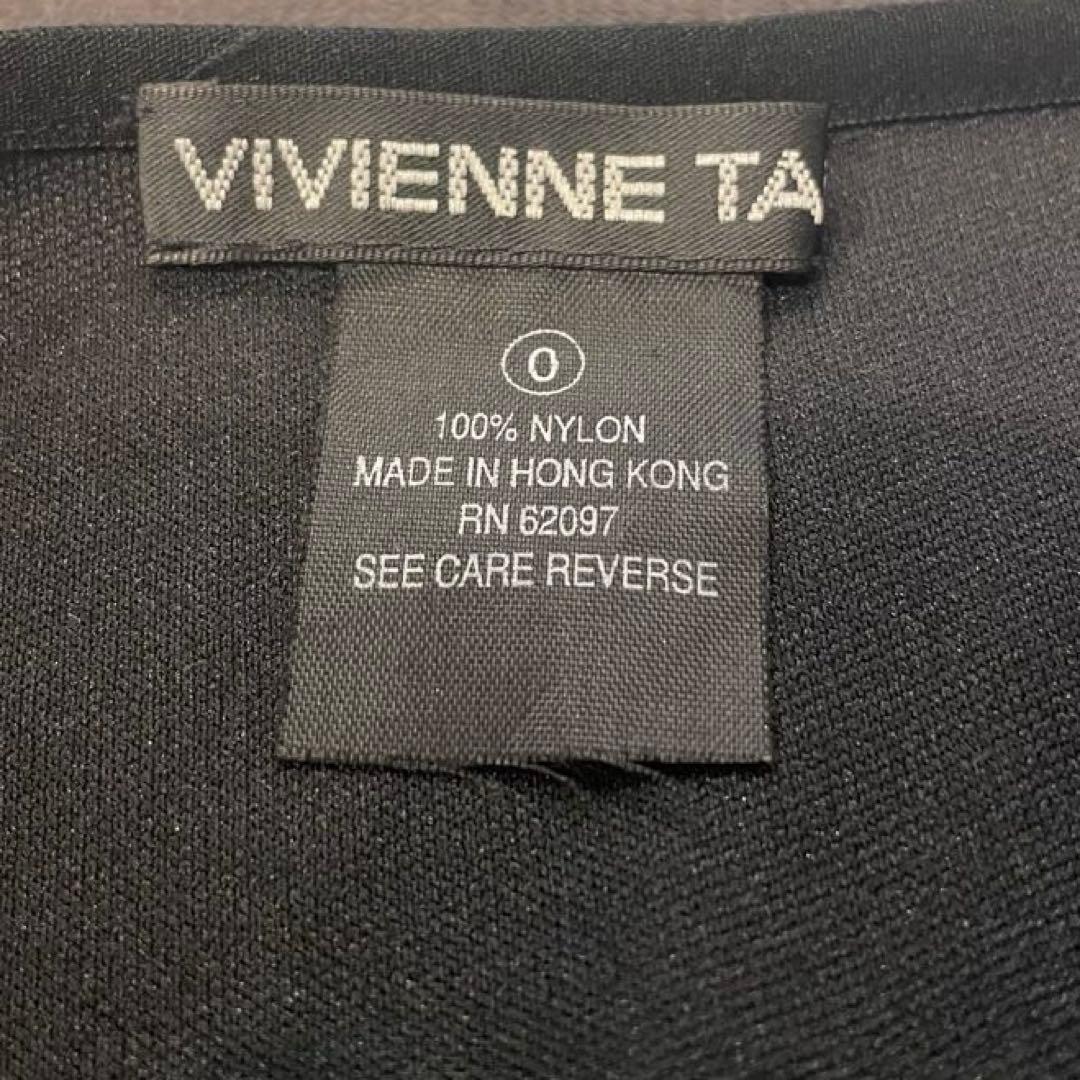 VIVIENNE TA
0
100% NYLON
MADE IN HONG KONG
RN 62097
SEE CARE REVERSE